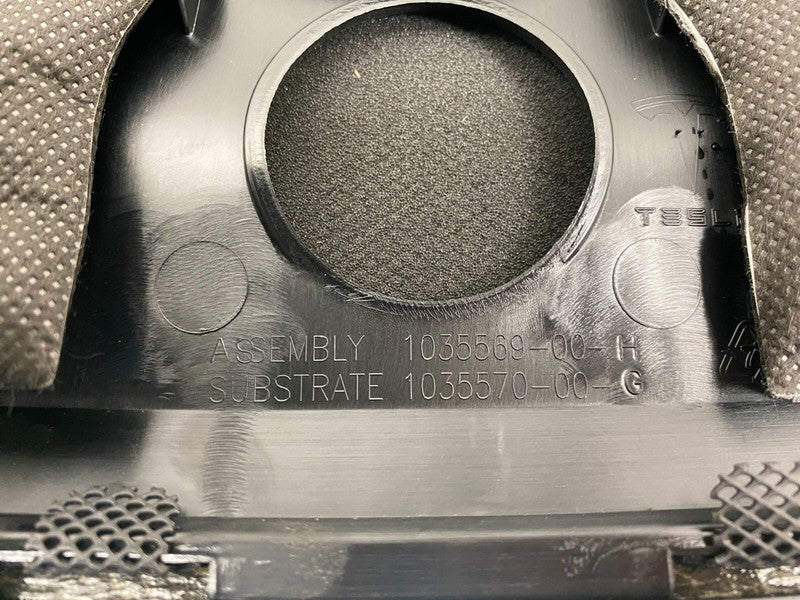 TESL
ASSEMBLY 1035569-00-H
SUBSTRATE 1035570-00-G